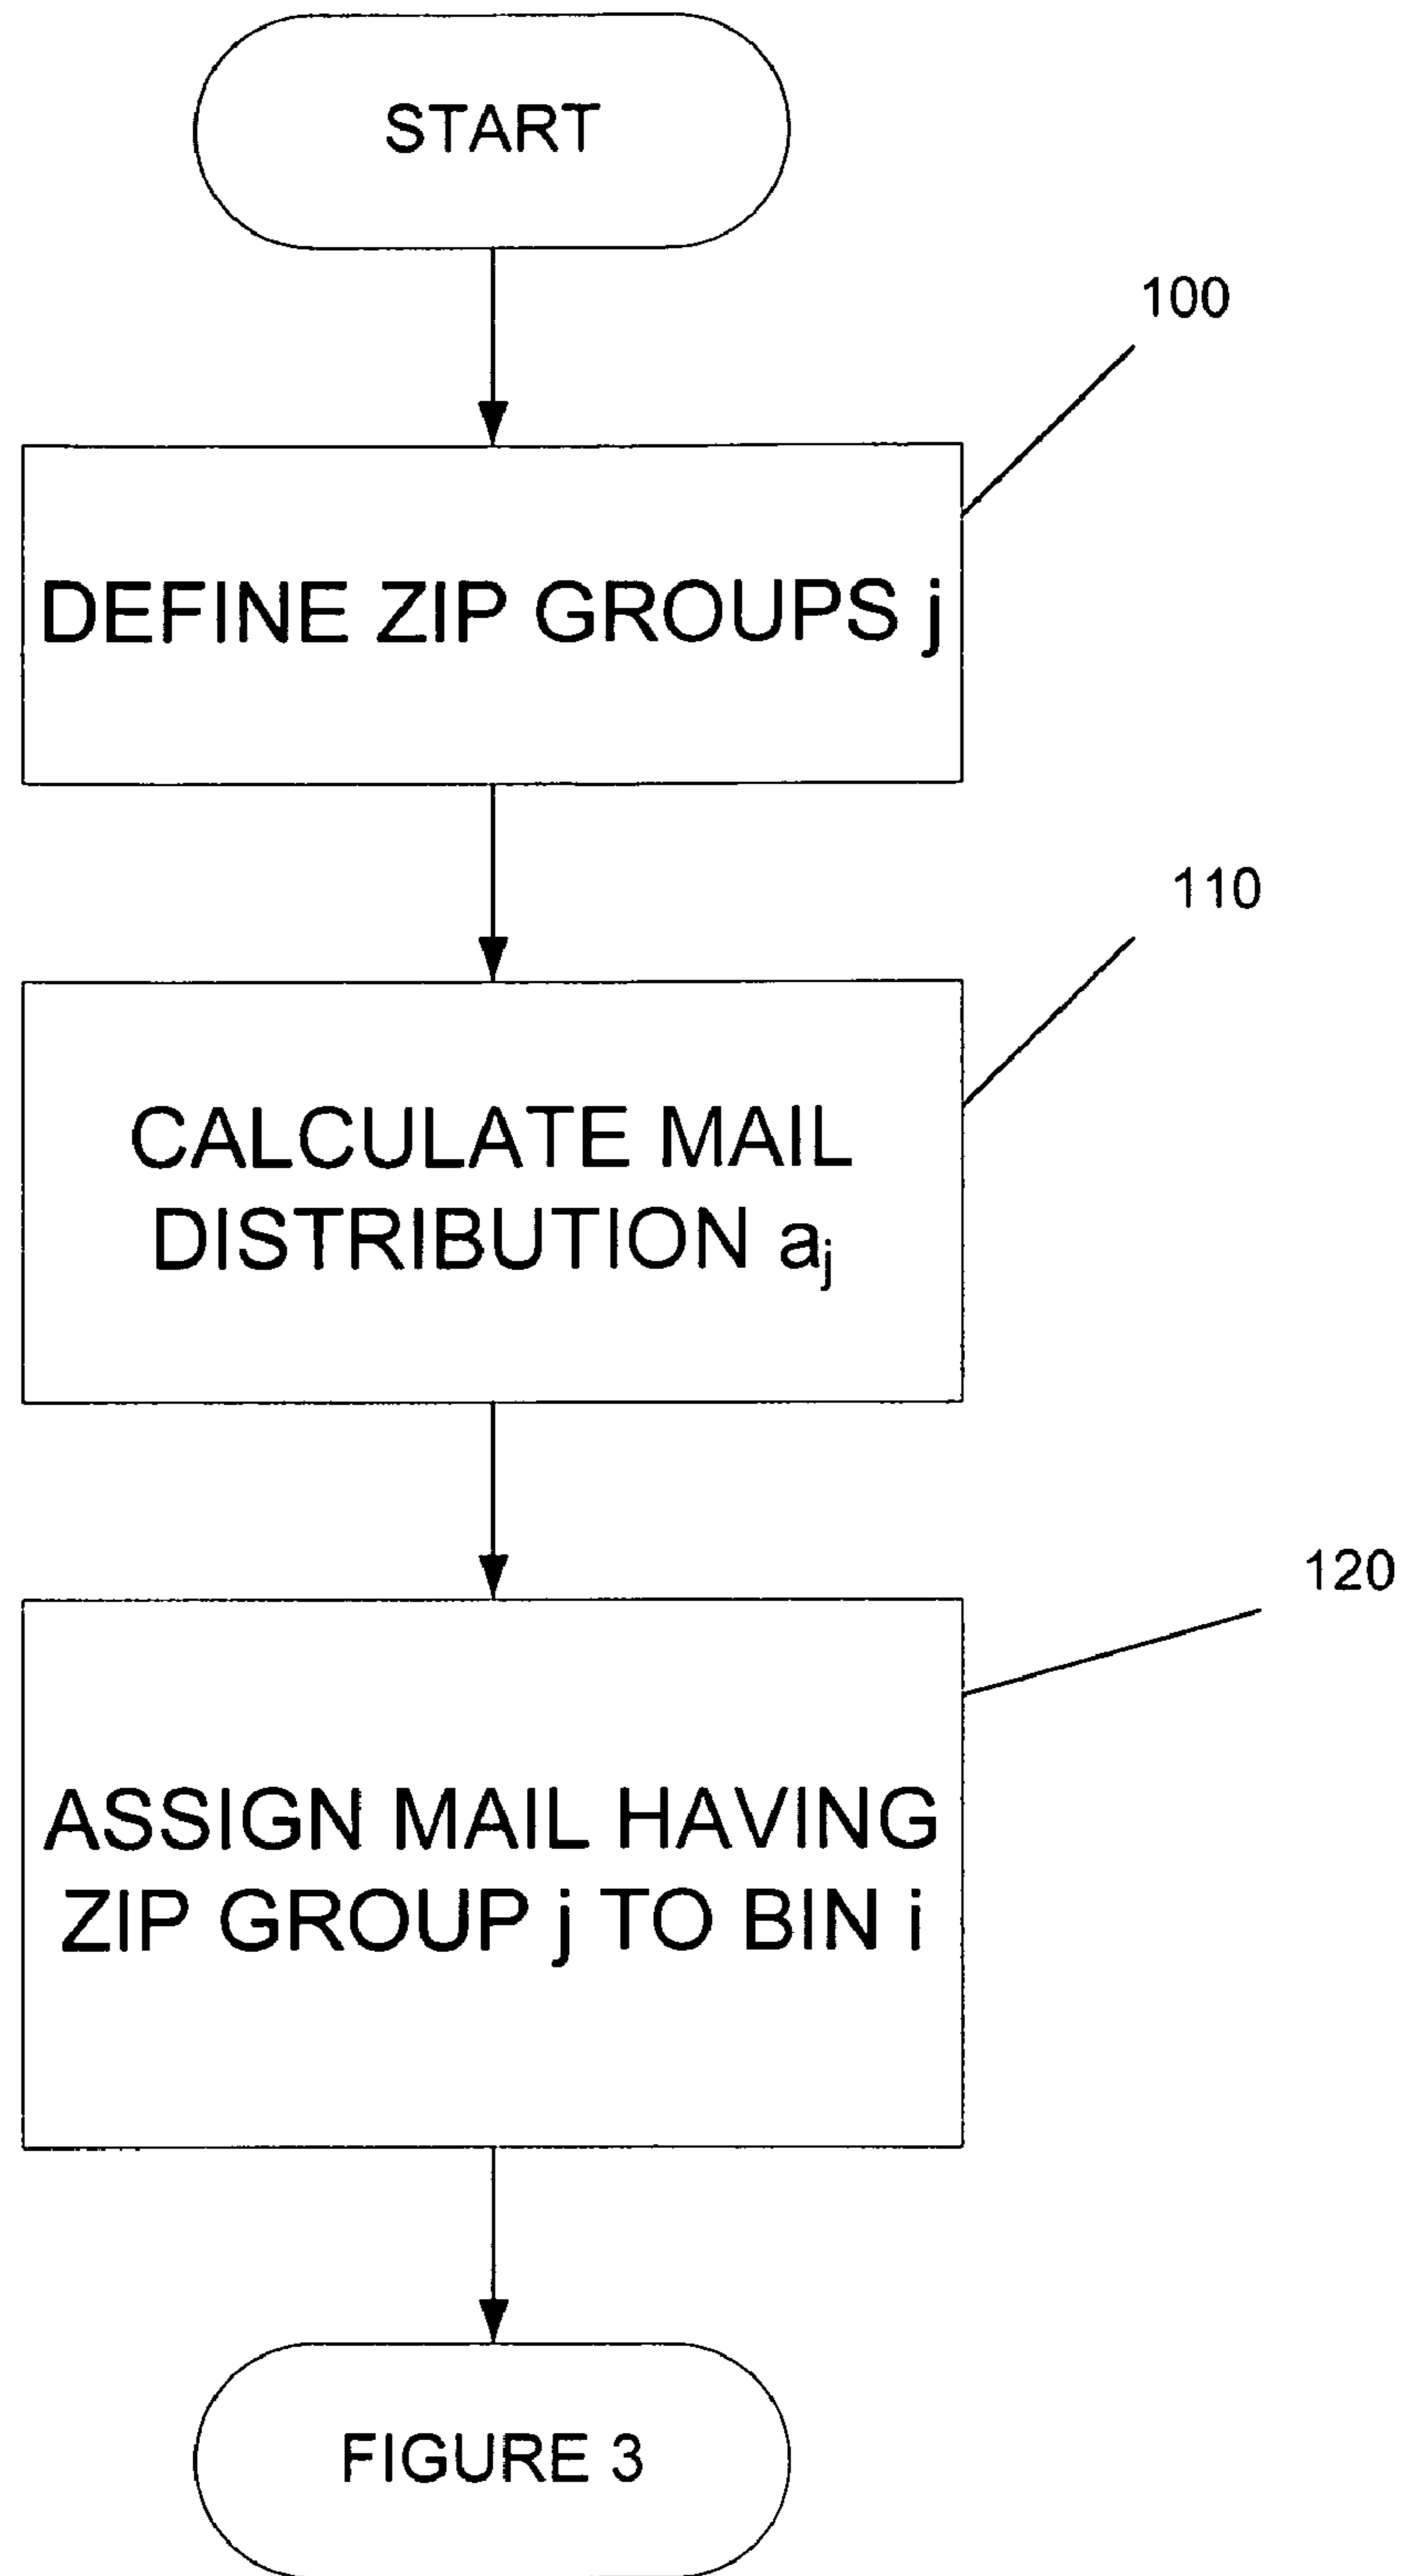 START
100
DEFINE ZIP GROUPS j
110
CALCULATE MAIL
DISTRIBUTION aj
120
ASSIGN MAIL HAVING
ZIP GROUP j TO BIN i
FIGURE 3